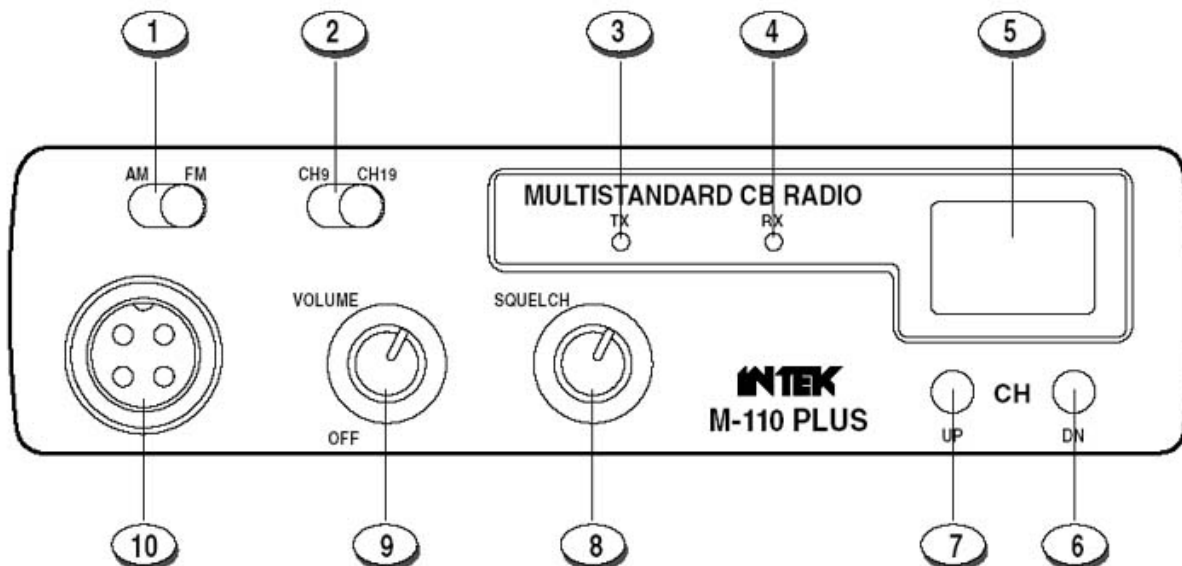 1 2 3 4 5
AM FM CH9 CH19
MULTISTANDARD CB RADIO
TX RX
VOLUME SQUELCH
INTEK
M-110 PLUS
CH
OFF UP DN
10 9 8 7 6